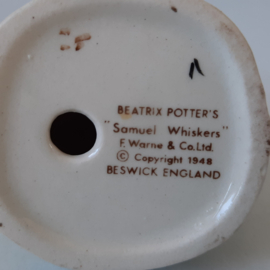 BEATRIX POTTER'S
"Samuel Whiskers"
F. Warne & Co. Ltd.
© Copyright 1948
BESWICK ENGLAND